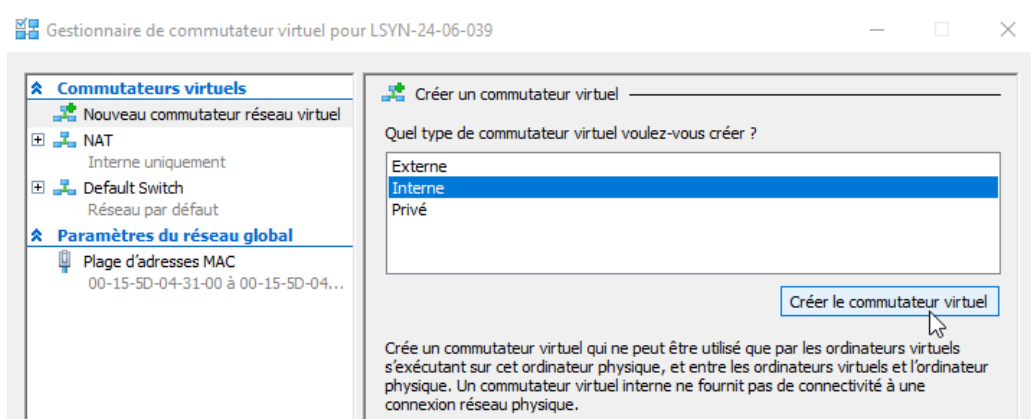 Gestionnaire de commutateur virtuel pour LSYN-24-06-039
Commutateurs virtuels
Nouveau commutateur réseau virtuel
NAT
Interne uniquement
Default Switch
Réseau par défaut
Paramètres du réseau global
Plage d'adresses MAC
00-15-5D-04-31-00 à 00-15-5D-04...
Créer un commutateur virtuel
Quel type de commutateur virtuel voulez-vous créer ?
Externe
Interne
Privé
Créer le commutateur virtuel
Crée un commutateur virtuel qui ne peut être utilisé que par les ordinateurs virtuels
s'exécutant sur cet ordinateur physique, et entre les ordinateurs virtuels et l'ordinateur
physique. Un commutateur virtuel interne ne fournit pas de connectivité à une
connexion réseau physique.